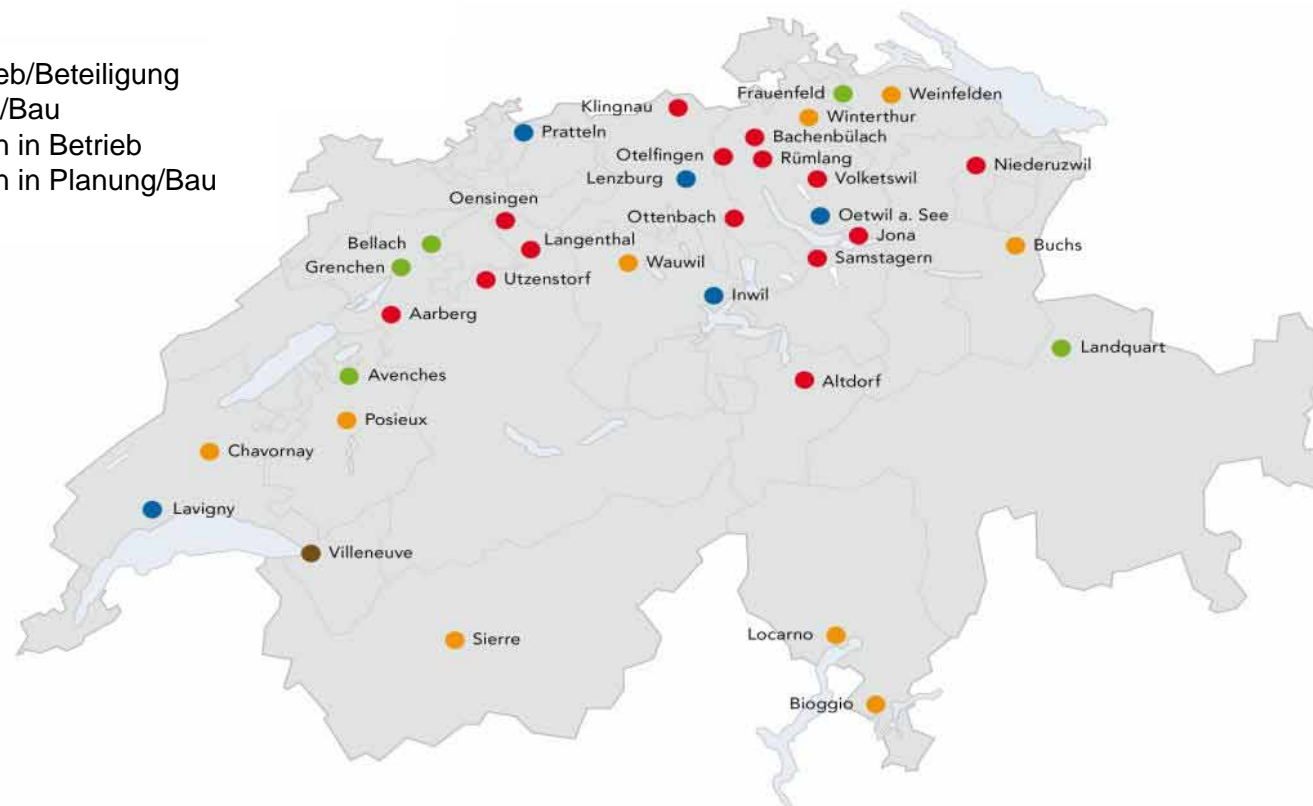 eb/Beteiligung
/Bau
n in Betrieb
n in Planung/Bau
Frauenfeld
Weinfelden
Klingnau
Winterthur
Pratteln
Bachenbülach
Otelfingen
Rümlang
Niederuzwil
Lenzburg
Volketswil
Oensingen
Ottenbach
Oetwil a. See
Jona
Bellach
Langenthal
Buchs
Grenchen
Wauwil
Samstagern
Utzenstorf
Inwil
Aarberg
Landquart
Avenches
Altdorf
Posieux
Chavornay
Lavigny
Villeneuve
Sierre
Locarno
Bioggio